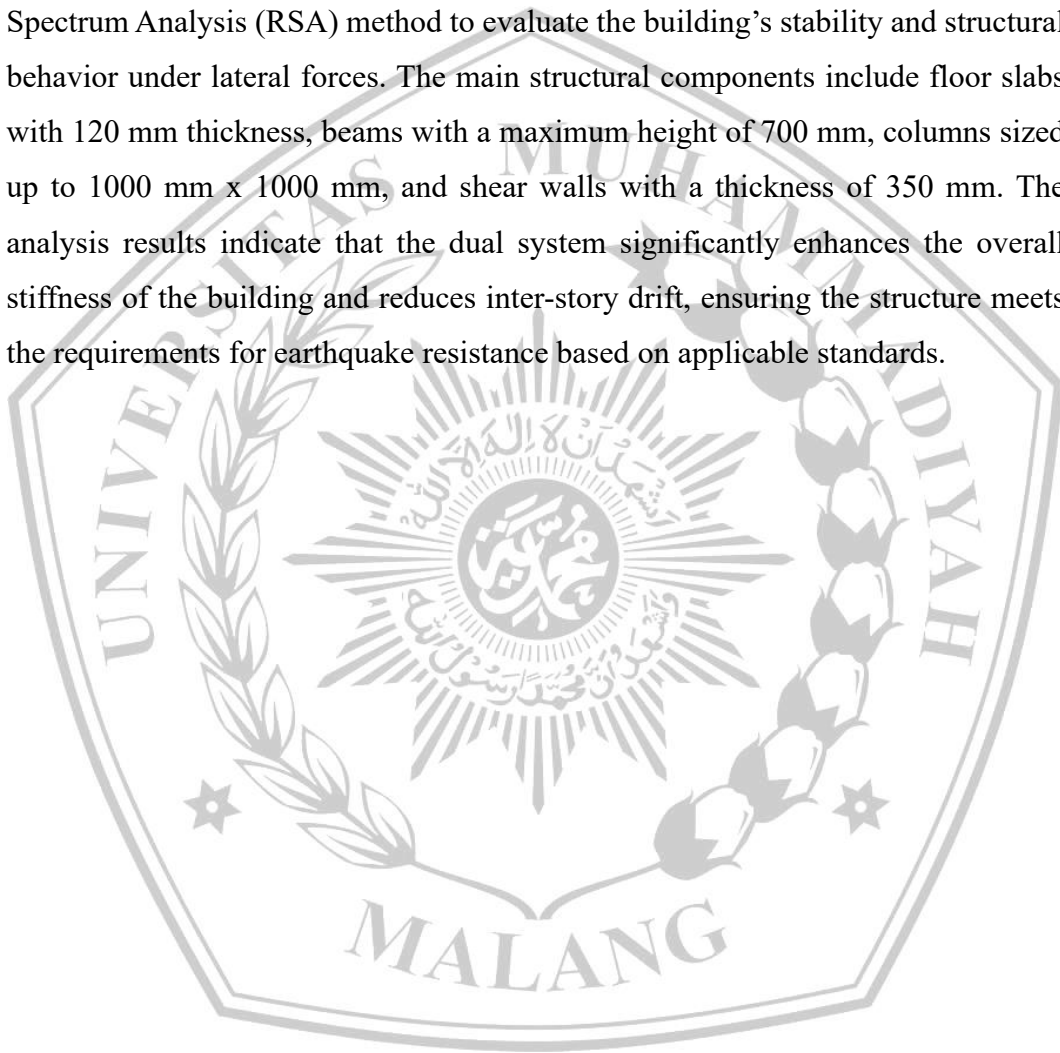 Spectrum Analysis (RSA) method to evaluate the building’s stability and structural
behavior under lateral forces. The main structural components include floor slabs
with 120 mm thickness, beams with a maximum height of 700 mm, columns sized
up to 1000 mm x 1000 mm, and shear walls with a thickness of 350 mm. The
analysis results indicate that the dual system significantly enhances the overall
stiffness of the building and reduces inter-story drift, ensuring the structure meets
the requirements for earthquake resistance based on applicable standards.
UNIVERSITAS MUHAMMADIYAH
MALANG